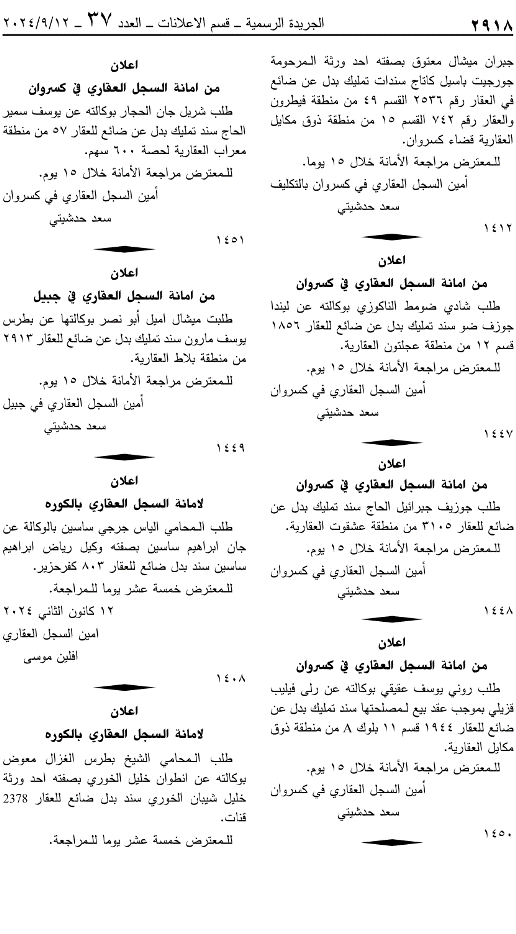 ٢٩١٨
الجريدة الرسمية ــ قسم الاعلانات ــ العدد ٣٧ ــ ٢٠٢٤/٩/١٢
جبران ميشال معتوق بصفته احد ورثة المرحومة
جورجيت باسيل كاتاج سندات تمليك بدل عن ضائع
في العقار رقم ٢٥٣٦ القسم ٤٩ من منطقة فيطرون
والعقار رقم ٧٤٢ القسم ١٥ من منطقة ذوق مكايل
العقارية قضاء كسروان.
للمعترض مراجعة الأمانة خلال ١٥ يوما.
أمين السجل العقاري في كسروان بالتكليف
سعد حدشيتي
١٤١٢
اعلان
من امانة السجل العقاري في كسروان
طلب شادي ضومط الناكوزي بوكالته عن ليندا
جوزف ضو سند تمليك بدل عن ضائع للعقار ١٨٥٦
قسم ١٢ من منطقة عجلتون العقارية.
للمعترض مراجعة الأمانة خلال ١٥ يوم.
أمين السجل العقاري في كسروان
سعد حدشيتي
١٤٤٧
اعلان
من امانة السجل العقاري في كسروان
طلب جوزيف جبرائيل الحاج سند تمليك بدل عن
ضائع للعقار ٣١٠٥ من منطقة عشقوت العقارية.
للمعترض مراجعة الأمانة خلال ١٥ يوم.
أمين السجل العقاري في كسروان
سعد حدشيتي
١٤٤٨
اعلان
من امانة السجل العقاري في كسروان
طلب روني يوسف عقيقي بوكالته عن رلى فيليب
قزيلي بموجب عقد بيع لمصلحتها سند تمليك بدل عن
ضائع للعقار ١٩٤٤ قسم ١١ بلوك A من منطقة ذوق
مكايل العقارية.
للمعترض مراجعة الأمانة خلال ١٥ يوم.
أمين السجل العقاري في كسروان
سعد حدشيتي
١٤٥٠
اعلان
من امانة السجل العقاري في كسروان
طلب شربل جان الحجار بوكالته عن يوسف سمير
الحاج سند تمليك بدل عن ضائع للعقار ٥٧ من منطقة
معراب العقارية لحصة ٦٠٠ سهم.
للمعترض مراجعة الأمانة خلال ١٥ يوم.
أمين السجل العقاري في كسروان
سعد حدشيتي
١٤٥١
اعلان
من امانة السجل العقاري في جبيل
طلبت ميشال اميل أبو نصر بوكالتها عن بطرس
يوسف مارون سند تمليك بدل عن ضائع للعقار ٢٩١٣
من منطقة بلاط العقارية.
للمعترض مراجعة الأمانة خلال ١٥ يوم.
أمين السجل العقاري في جبيل
سعد حدشيتي
١٤٤٩
اعلان
لامانة السجل العقاري بالكوره
طلب المحامي الياس جرجي ساسين بالوكالة عن
جان ابراهيم ساسين بصفته وكيل رياض ابراهيم
ساسين سند بدل ضائع للعقار ٨٠٣ كفرحزير.
للمعترض خمسة عشر يوما للمراجعة.
١٢ كانون الثاني ٢٠٢٤
امين السجل العقاري
افلين موسى
١٤٠٨
اعلان
لامانة السجل العقاري بالكوره
طلب المحامي الشيخ بطرس الغزال معوض
بوكالته عن انطوان خليل الخوري بصفته احد ورثة
خليل شيبان الخوري سند بدل ضائع للعقار 2378
قنات.
للمعترض خمسة عشر يوما للمراجعة.